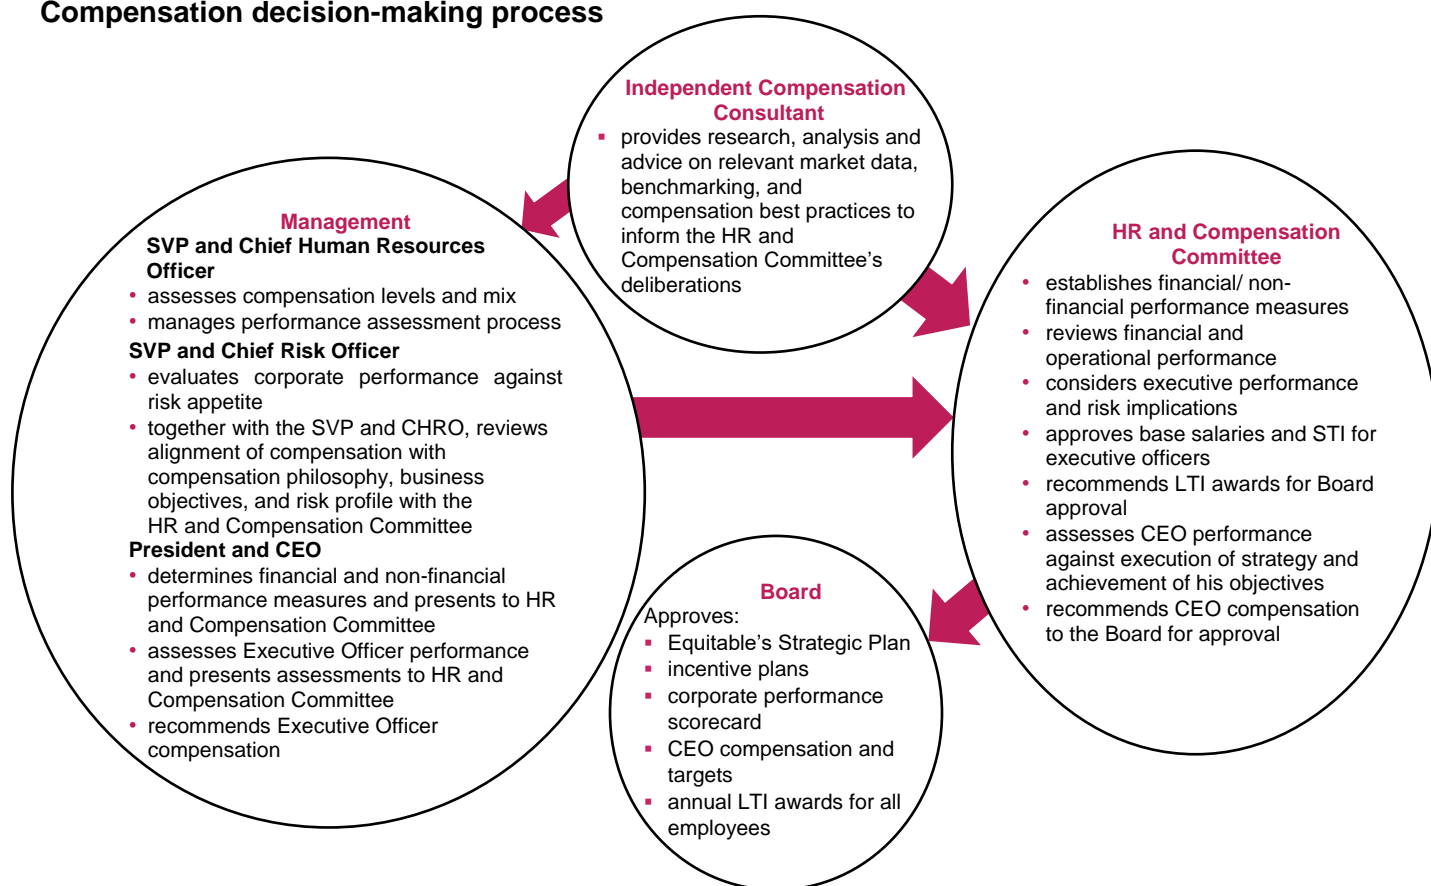 Compensation decision-making process
Independent Compensation
Consultant
▪ provides research, analysis and
advice on relevant market data,
benchmarking, and
compensation best practices to
inform the HR and
Compensation Committee's
deliberations
Management
SVP and Chief Human Resources
Officer
• assesses compensation levels and mix
• manages performance assessment process
SVP and Chief Risk Officer
• evaluates corporate performance against
risk appetite
• together with the SVP and CHRO, reviews
alignment of compensation with
compensation philosophy, business
objectives, and risk profile with the
HR and Compensation Committee
President and CEO
• determines financial and non-financial
performance measures and presents to HR
and Compensation Committee
• assesses Executive Officer performance
and presents assessments to HR and
Compensation Committee
• recommends Executive Officer
compensation
HR and Compensation
Committee
• establishes financial/ non-
financial performance measures
• reviews financial and
operational performance
• considers executive performance
and risk implications
• approves base salaries and STI for
executive officers
• recommends LTI awards for Board
approval
• assesses CEO performance
against execution of strategy and
achievement of his objectives
• recommends CEO compensation
to the Board for approval
Board
Approves:
▪ Equitable's Strategic Plan
▪ incentive plans
▪ corporate performance
scorecard
▪ CEO compensation and
targets
▪ annual LTI awards for all
employees